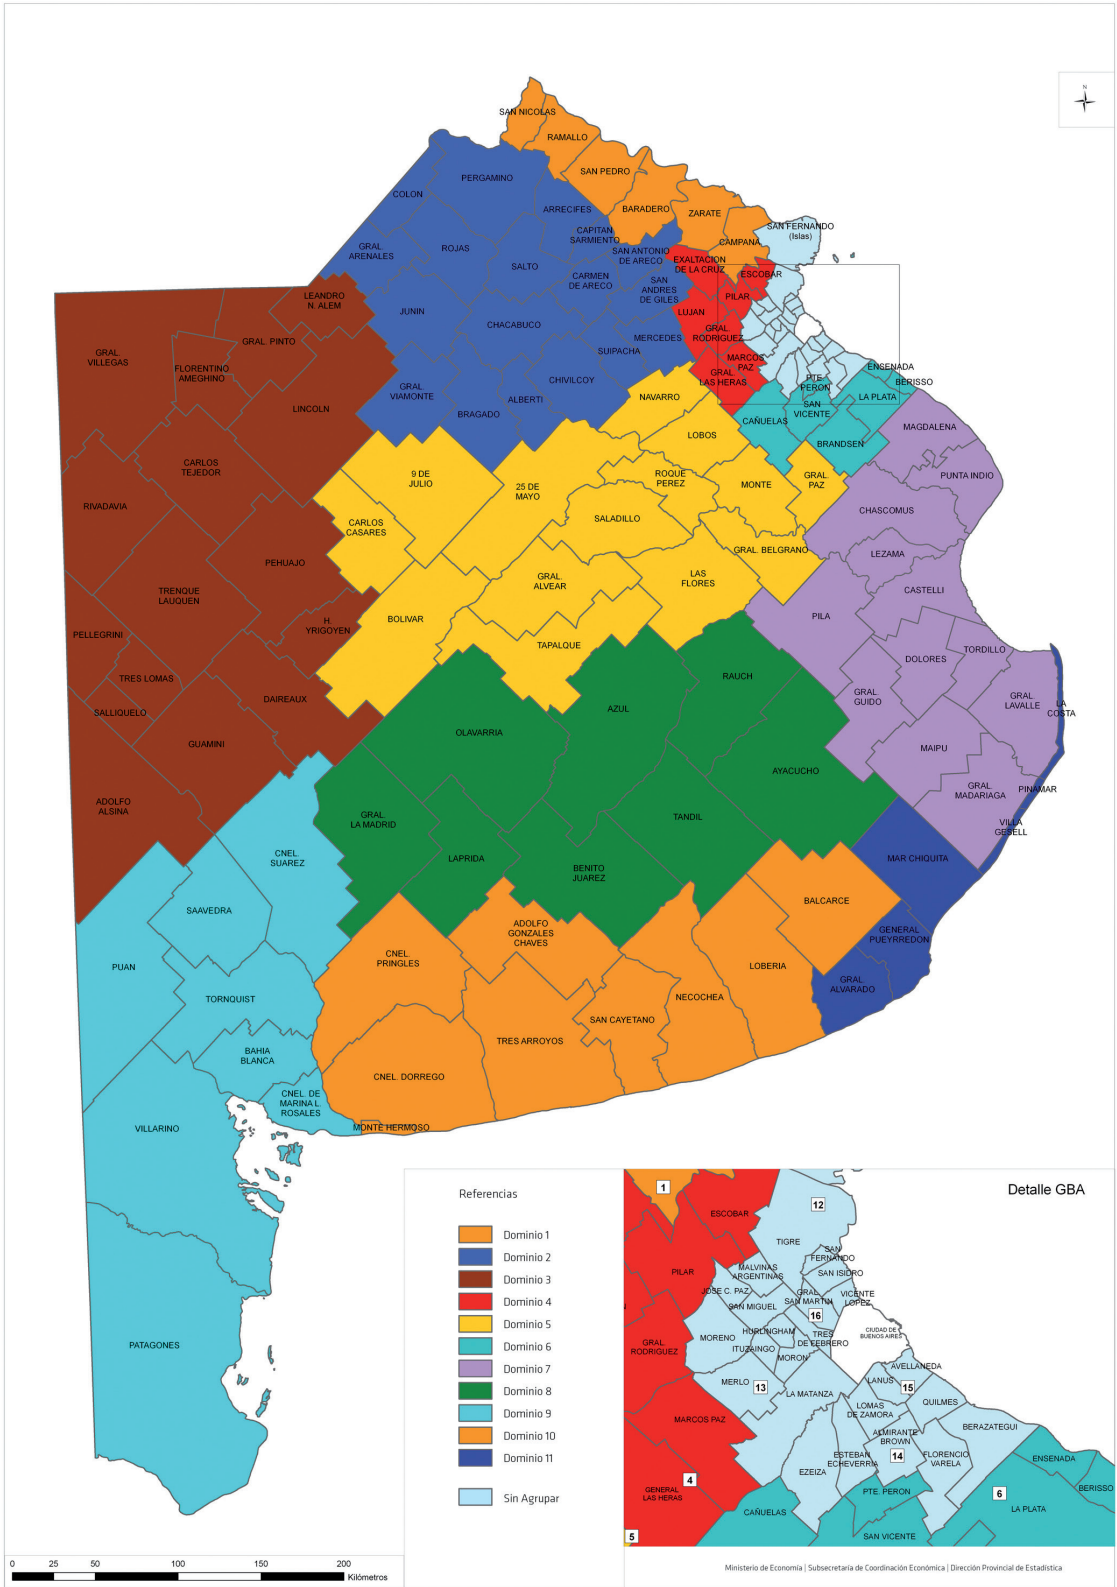 N
SAN NICOLAS
RAMALLO
SAN PEDRO
BARADERO
ZARATE
CAMPANA
SAN FERNANDO
(Islas)
PERGAMINO
COLON
ARRECIFES
CAPITAN
SARMIENTO
ROJAS
GRAL.
ARENALES
SALTO
SAN ANTONIO
DE ARECO
EXALTACION
DE LA CRUZ
ESCOBAR
CARMEN
DE ARECO
SAN
ANDRES
DE GILES
PILAR
LEANDRO
N. ALEM
JUNIN
CHACABUCO
LUJAN
GRAL.
RODRIGUEZ
MERCEDES
SUIPACHA
GRAL.
VILLEGAS
FLORENTINO
AMEGHINO
GRAL. PINTO
LINCOLN
GRAL.
VIAMONTE
BRAGADO
ALBERTI
CHIVILCOY
MARCOS
PAZ
GRAL.
LAS HERAS
NAVARRO
ENSENADA
BERISSO
PTE.
PERON
LA PLATA
SAN
VICENTE
CAÑUELAS
BRANDSEN
LOBOS
MAGDALENA
CARLOS
TEJEDOR
9 DE
JULIO
25 DE
MAYO
ROQUE
PEREZ
MONTE
GRAL.
PAZ
PUNTA INDIO
RIVADAVIA
CARLOS
CASARES
SALADILLO
CHASCOMUS
GRAL. BELGRANO
LEZAMA
PEHUAJO
GRAL.
ALVEAR
LAS
FLORES
TRENQUE
LAUQUEN
CASTELLI
PILA
H.
YRIGOYEN
BOLIVAR
PELLEGRINI
TAPALQUE
TORDILLO
DOLORES
TRES LOMAS
RAUCH
DAIREAUX
GRAL
GUIDO
GRAL.
LAVALLE
LA
COSTA
SALLIQUELO
AZUL
OLAVARRIA
GUAMINI
MAIPU
AYACUCHO
PINAMAR
GRAL.
MADARIAGA
ADOLFO
ALSINA
GRAL.
LA MADRID
TANDIL
VILLA
GESELL
CNEL.
SUAREZ
LAPRIDA
BENITO
JUAREZ
MAR CHIQUITA
SAAVEDRA
BALCARCE
ADOLFO
GONZALES
CHAVES
GENERAL
PUEYRREDON
CNEL.
PRINGLES
PUAN
LOBERIA
GRAL.
ALVARADO
TORNQUIST
NECOCHEA
SAN CAYETANO
TRES ARROYOS
BAHIA
BLANCA
CNEL. DORREGO
CNEL. DE
MARINA L.
ROSALES
VILLARINO
MONTE HERMOSO
PATAGONES
Referencias
Dominio 1
Dominio 2
Dominio 3
Dominio 4
Dominio 5
Dominio 6
Dominio 7
Dominio 8
Dominio 9
Dominio 10
Dominio 11
Sin Agrupar
Detalle GBA
1
12
ESCOBAR
TIGRE
SAN
FERNANDO
PILAR
MALVINAS
ARGENTINAS
SAN ISIDRO
JOSE C. PAZ
GRAL.
SAN MARTIN
VICENTE
LOPEZ
SAN MIGUEL
16
N
CIUDAD DE
BUENOS AIRES
MORENO
HURLINGHAM
TRES
DE FEBRERO
GRAL.
RODRIGUEZ
ITUZAINGO
MORON
AVELLANEDA
MERLO
13
LA MATANZA
LANUS
15
QUILMES
LOMAS
DE ZAMORA
MARCOS PAZ
BERAZATEGUI
ALMIRANTE
BROWN
14
ESTEBAN
ECHEVERRIA
FLORENCIO
VARELA
EZEIZA
ENSENADA
4
GENERAL
LAS HERAS
PTE. PERON
6
BERISSO
LA PLATA
CAÑUELAS
SAN VICENTE
5
0 25 50 100 150 200
Kilómetros
Ministerio de Economía | Subsecretaría de Coordinación Económica | Dirección Provincial de Estadística